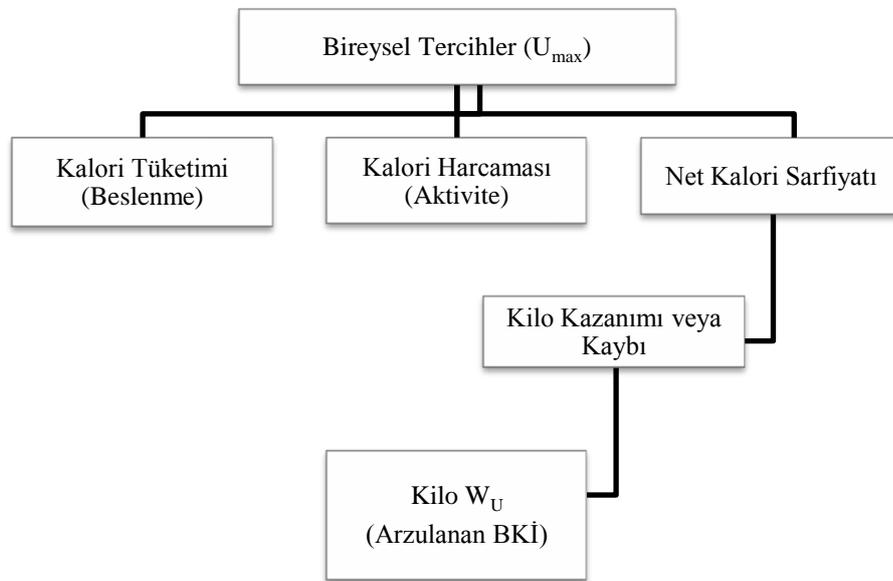 Bireysel Tercihler (Umax)
Kalori Tüketimi
(Beslenme)
Kalori Harcaması
(Aktivite)
Net Kalori Sarfiyatı
Kilo Kazanımı veya
Kaybı
Kilo WU
(Arzulanan BKİ)